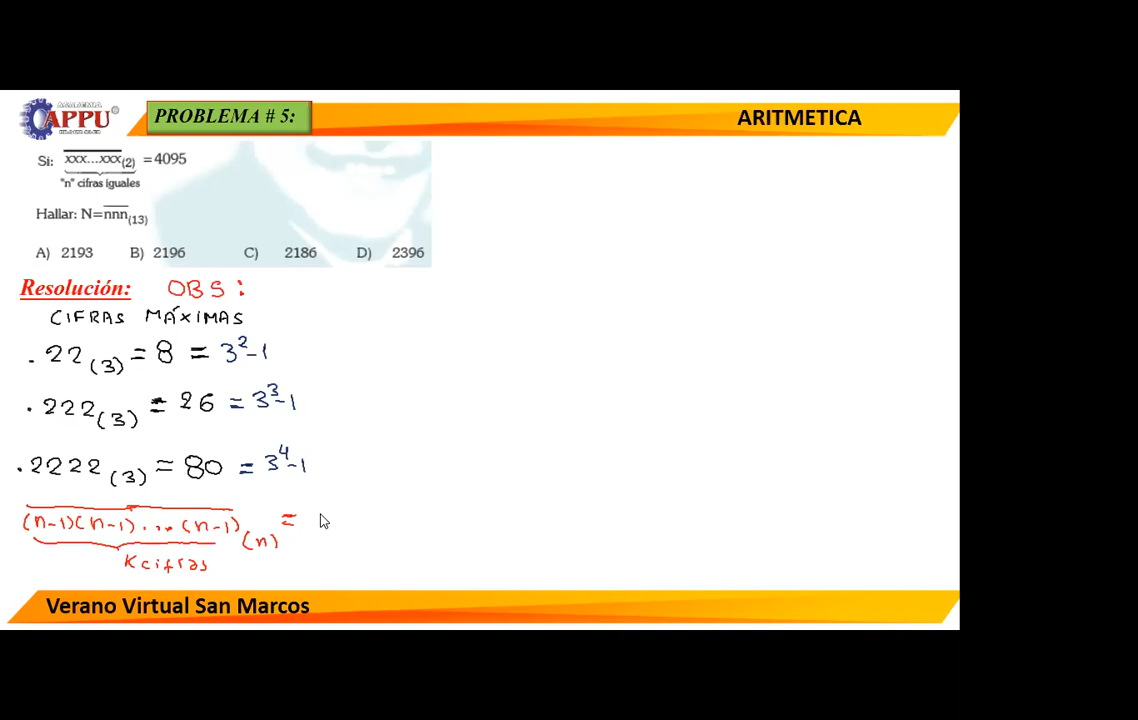 ACADEMIA
APPU®
PROBLEMA # 5:
ARITMETICA
Si: xxx...xxx(2) = 4095
"n" cifras iguales
Hallar: N=nnn(13)
A) 2193 B) 2196 C) 2186 D) 2396
Resolución: OBS:
CIFRAS MÁXIMAS
. 22(3) = 8 = 3²-1
. 222(3) = 26 = 3³-1
. 2222(3) = 80 = 3⁴-1
(n-1)(n-1)...(n-1)(n) =
K cifras
Verano Virtual San Marcos